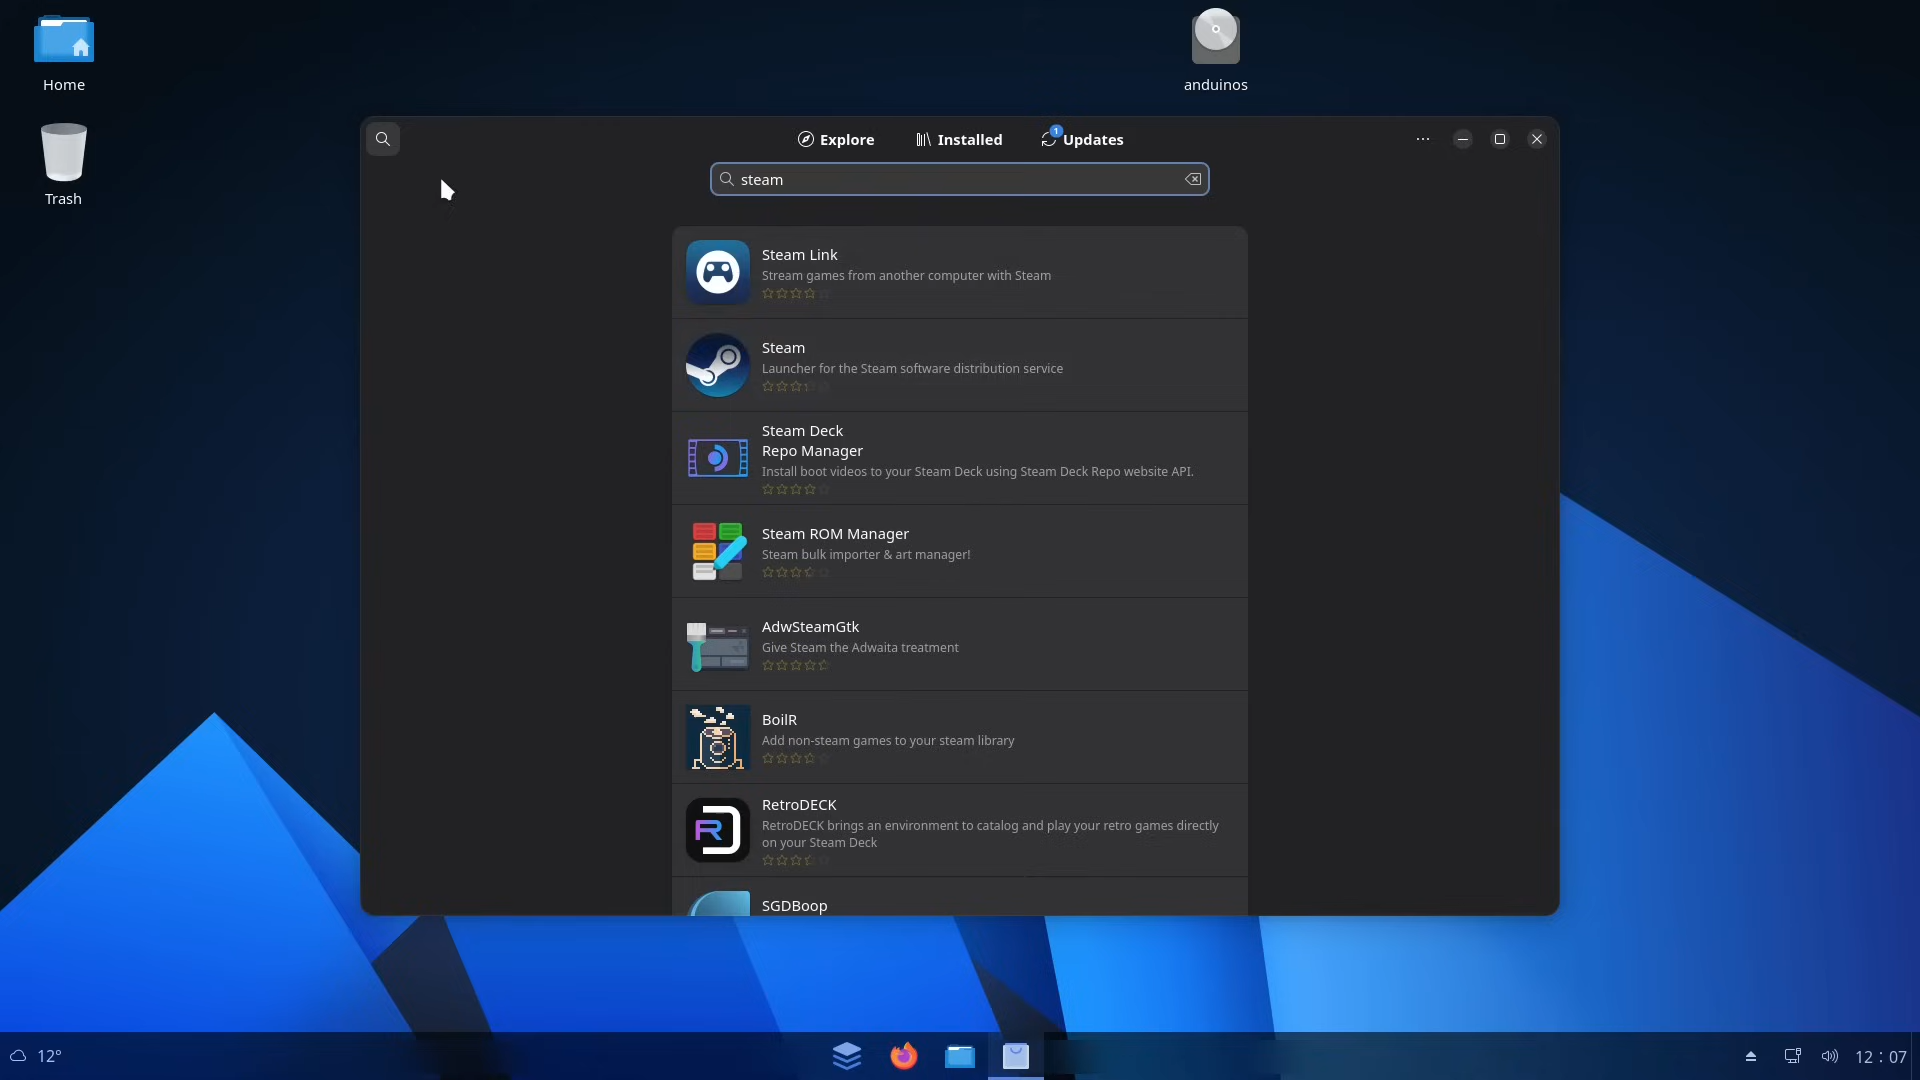 Home
anduinos
Trash
Explore
Installed
1
Updates
steam
Steam Link
Stream games from another computer with Steam
Steam
Launcher for the Steam software distribution service
Steam Deck
Repo Manager
Install boot videos to your Steam Deck using Steam Deck Repo website API.
Steam ROM Manager
Steam bulk importer & art manager!
AdwSteamGtk
Give Steam the Adwaita treatment
BoilR
Add non-steam games to your steam library
RetroDECK
RetroDECK brings an environment to catalog and play your retro games directly
on your Steam Deck
SGDBoop
12°
12 : 07